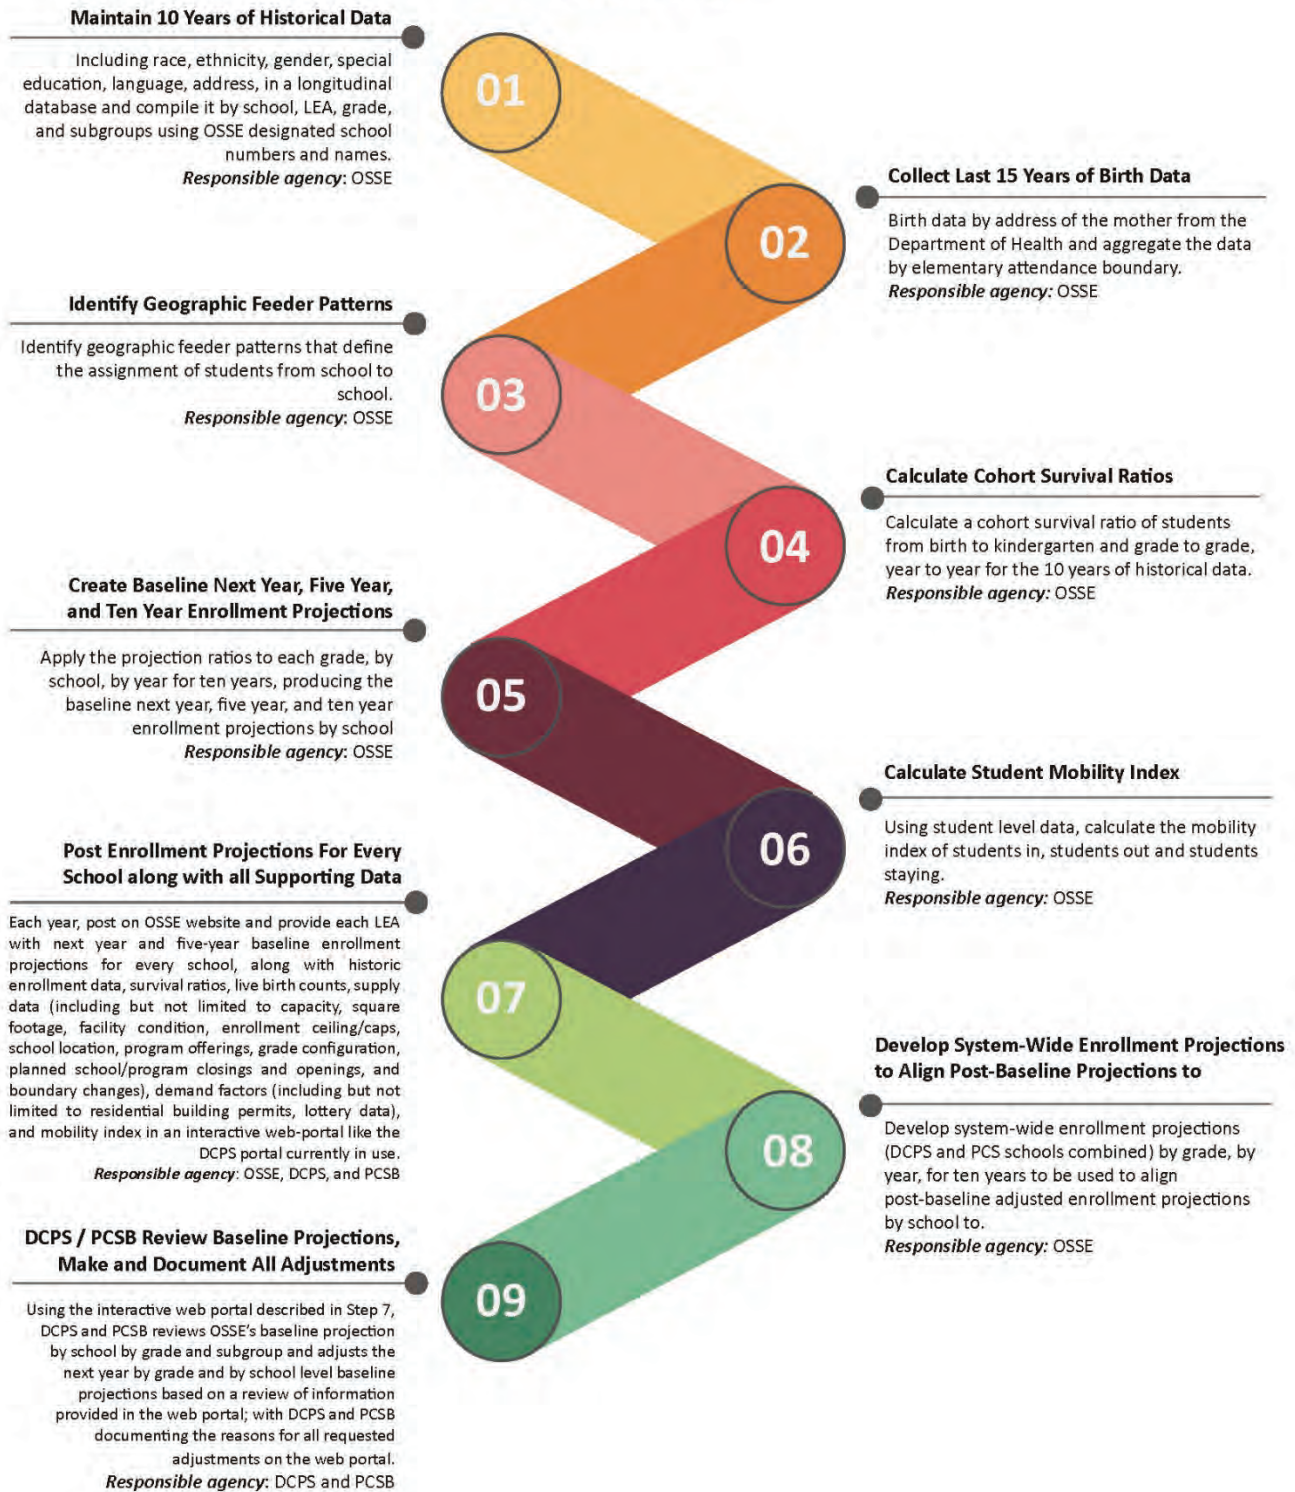 Maintain 10 Years of Historical Data
Including race, ethnicity, gender, special
education, language, address, in a longitudinal
database and compile it by school, LEA, grade,
and subgroups using OSSE designated school
numbers and names.
Responsible agency: OSSE
01
Collect Last 15 Years of Birth Data
Birth data by address of the mother from the
Department of Health and aggregate the data
by elementary attendance boundary.
Responsible agency: OSSE
02
Identify Geographic Feeder Patterns
Identify geographic feeder patterns that define
the assignment of students from school to
school.
Responsible agency: OSSE
03
Calculate Cohort Survival Ratios
Calculate a cohort survival ratio of students
from birth to kindergarten and grade to grade,
year to year for the 10 years of historical data.
Responsible agency: OSSE
04
Create Baseline Next Year, Five Year,
and Ten Year Enrollment Projections
Apply the projection ratios to each grade, by
school, by year for ten years, producing the
baseline next year, five year, and ten year
enrollment projections by school
Responsible agency: OSSE
05
Calculate Student Mobility Index
Using student level data, calculate the mobility
index of students in, students out and students
staying.
Responsible agency: OSSE
06
Post Enrollment Projections For Every
School along with all Supporting Data
Each year, post on OSSE website and provide each LEA
with next year and five-year baseline enrollment
projections for every school, along with historic
enrollment data, survival ratios, live birth counts, supply
data (including but not limited to capacity, square
footage, facility condition, enrollment ceiling/caps,
school location, program offerings, grade configuration,
planned school/program closings and openings, and
boundary changes), demand factors (including but not
limited to residential building permits, lottery data),
and mobility index in an interactive web-portal like the
DCPS portal currently in use.
Responsible agency: OSSE, DCPS, and PCSB
07
Develop System-Wide Enrollment Projections
to Align Post-Baseline Projections to
Develop system-wide enrollment projections
(DCPS and PCS schools combined) by grade, by
year, for ten years to be used to align
post-baseline adjusted enrollment projections
by school to.
Responsible agency: OSSE
08
DCPS / PCSB Review Baseline Projections,
Make and Document All Adjustments
Using the interactive web portal described in Step 7,
DCPS and PCSB reviews OSSE's baseline projection
by school by grade and subgroup and adjusts the
next year by grade and by school level baseline
projections based on a review of information
provided in the web portal; with DCPS and PCSB
documenting the reasons for all requested
adjustments on the web portal.
Responsible agency: DCPS and PCSB
09